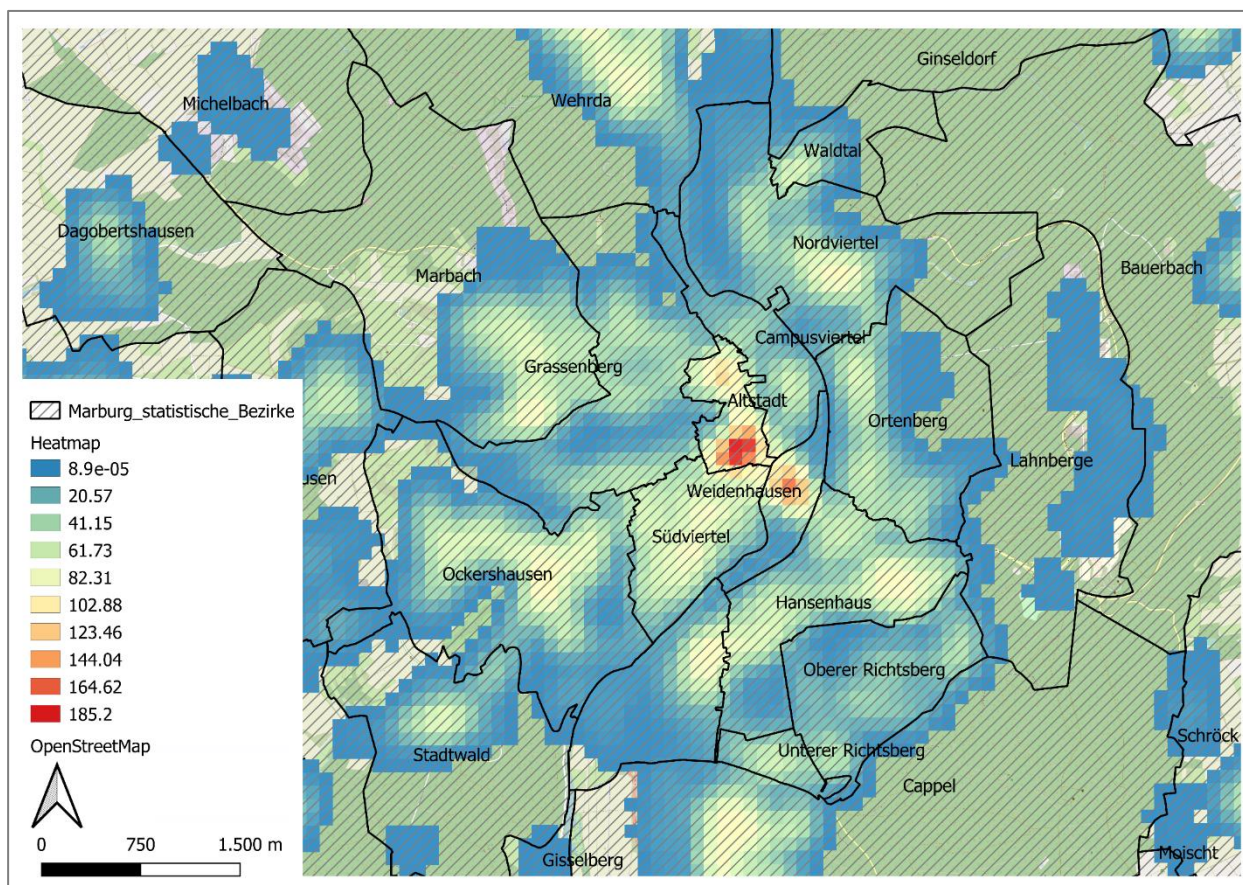 Ginseldorf
Michelbach
Wehrda
Waldtal
Dagobertshausen
Nordviertel
Marbach
Bauerbach
Campusviertel
Grassenberg
Altstadt
Marburg_statistische_Bezirke
Ortenberg
Heatmap
8.9e-05
Lahnberge
20.57
usen
Weidenhausen
41.15
Südviertel
61.73
Ockershausen
82.31
Hansenhaus
102.88
123.46
144.04
Oberer Richtsberg
164.62
185.2
Schröck
OpenStreetMap
Stadtwald
Unterer Richtsberg
Cappel
0 750 1.500 m
Gisselberg
Moischt